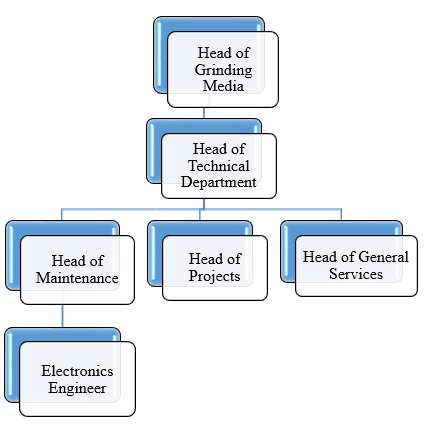 Head of
Grinding
Media
Head of
Technical
Department
Head of
Maintenance
Head of
Projects
Head of General
Services
Electronics
Engineer